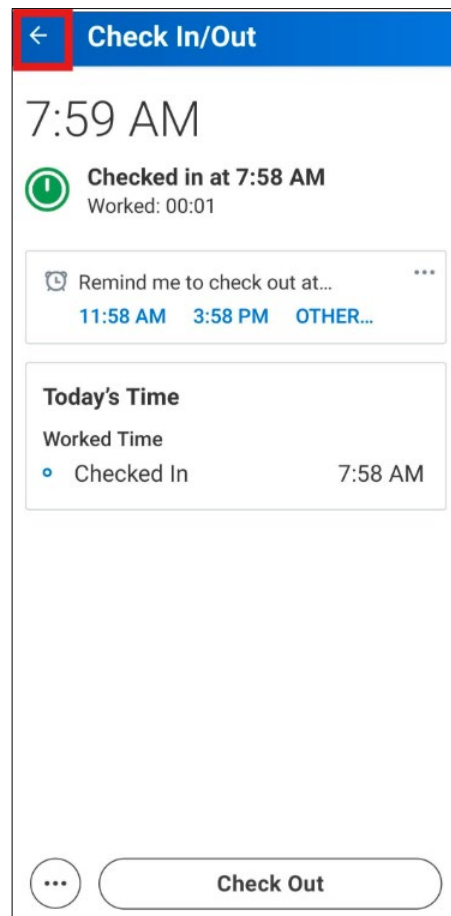 Check In/Out
7:59 AM
Checked in at 7:58 AM
Worked: 00:01
Remind me to check out at...
11:58 AM 3:58 PM OTHER...
Today's Time
Worked Time
Checked In 7:58 AM
Check Out